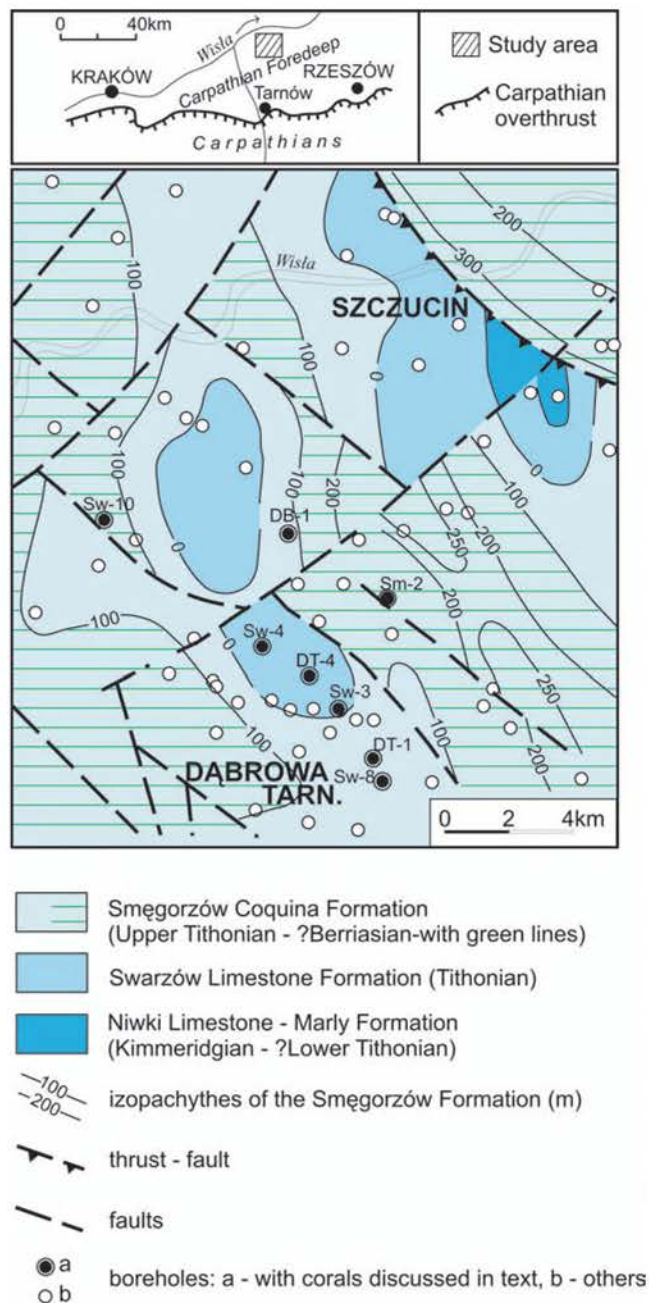 0 40km
Wisła
KRAKÓW
Carpathian Foredeep
RZESZÓW
Tarnów
Carpathians
Study area
Carpathian
overthrust
200
300
100
Wisła
SZCZUCIN
100
0
0
100
100
200
100
250
200
Sw-10
DB-1
0
Sm-2
200
100
Sw-4
0
DT-4
Sw-3
250
100
200
100
DT-1
DĄBROWA
TARN.
Sw-8
0 2 4km
Smęgorzów Coquina Formation
(Upper Tithonian - ?Berriasian-with green lines)
Swarzów Limestone Formation (Tithonian)
Niwki Limestone - Marly Formation
(Kimmeridgian - ?Lower Tithonian)
100
200
izopachythes of the Smęgorzów Formation (m)
thrust - fault
faults
a
b
boreholes: a - with corals discussed in text, b - others